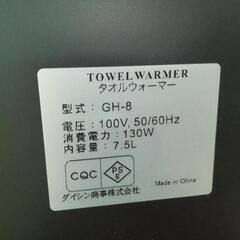 TOWEL WARMER
タオルウォーマー
型式： GH-8
電圧：100V, 50/60Hz
消費電力：130W
内容量：7.5L
CQC
PS
E
ダイシン商事株式会社
Made in China